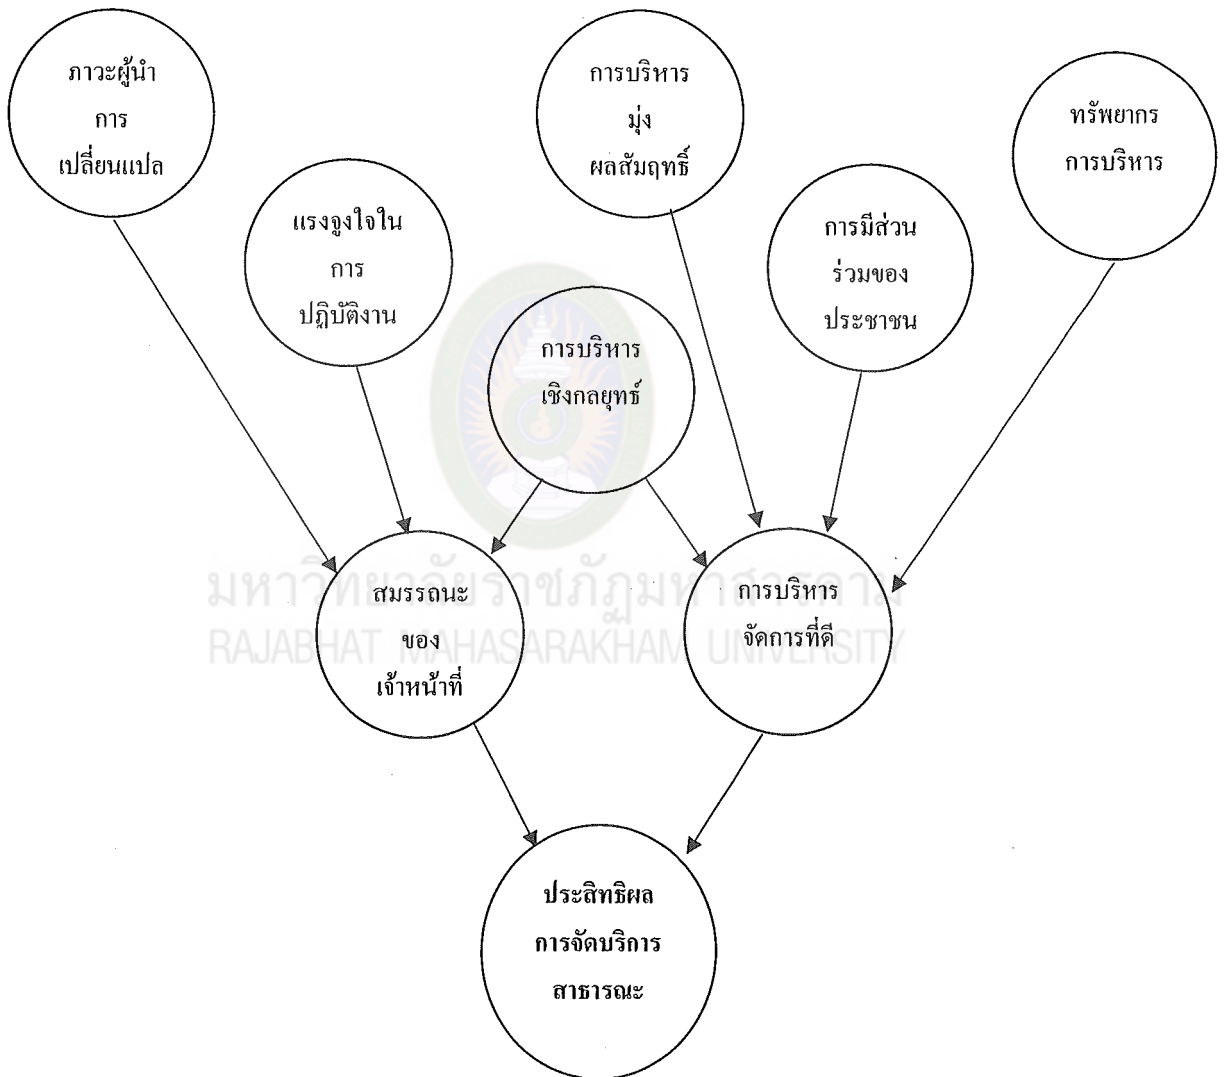 ภาวะผู้นำ
การ
เปลี่ยนแปล
การบริหาร
มุ่ง
ผลสัมฤทธิ์
ทรัพยากร
การบริหาร
แรงจูงใจใน
การ
ปฏิบัติงาน
การมีส่วน
ร่วมของ
ประชาชน
การบริหาร
เชิงกลยุทธ์
มหาวิทยาลัยราชภัฏมหาสารคาม
RAJABHAT MAHASARAKHAM UNIVERSITY
สมรรถนะ
ของ
เจ้าหน้าที่
การบริหาร
จัดการที่ดี
ประสิทธิผล
การจัดบริการ
สาธารณะ